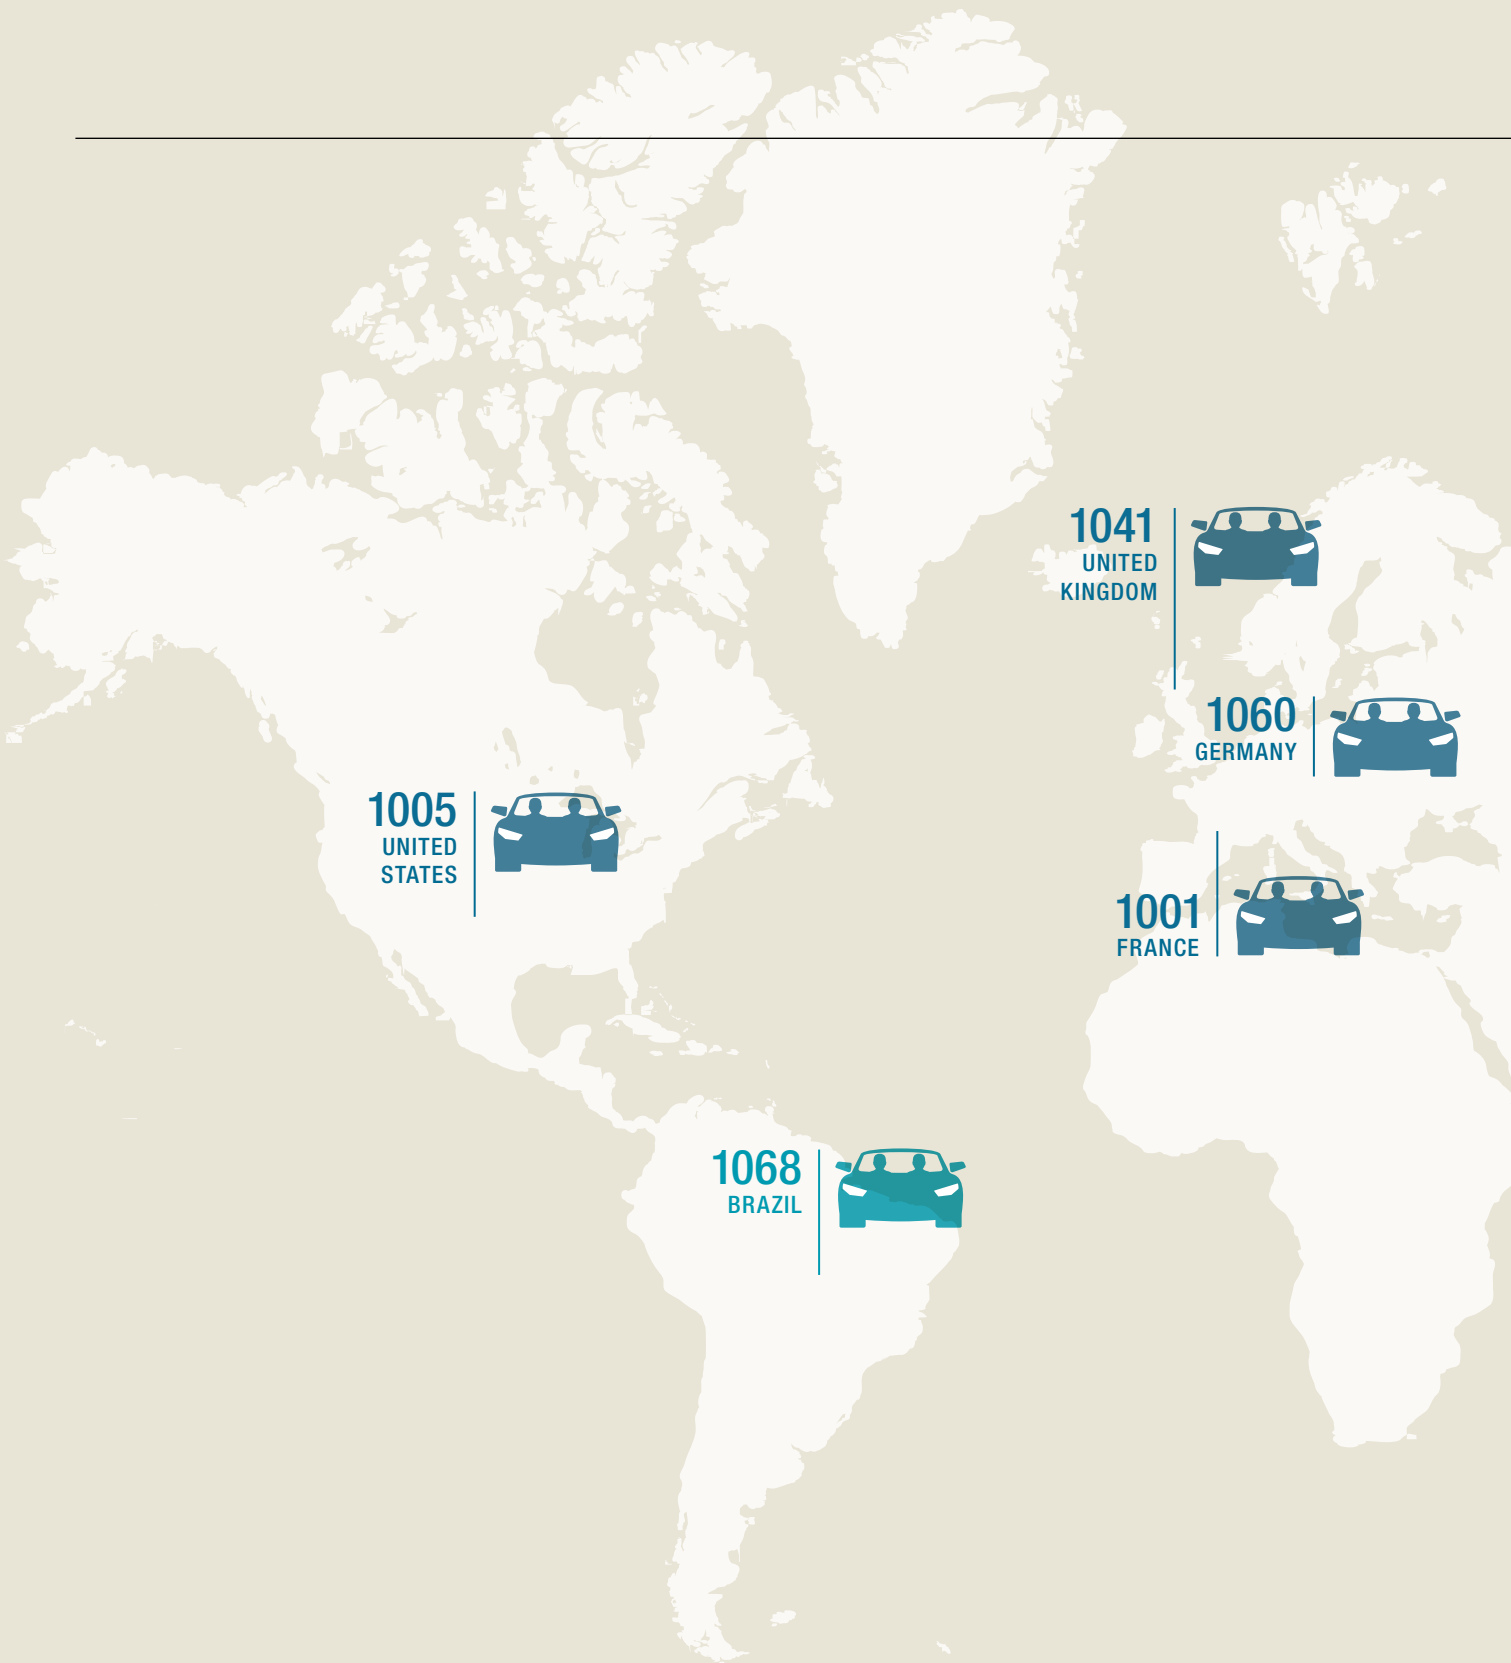 1041
UNITED
KINGDOM
1060
GERMANY
1005
UNITED
STATES
1001
FRANCE
1068
BRAZIL